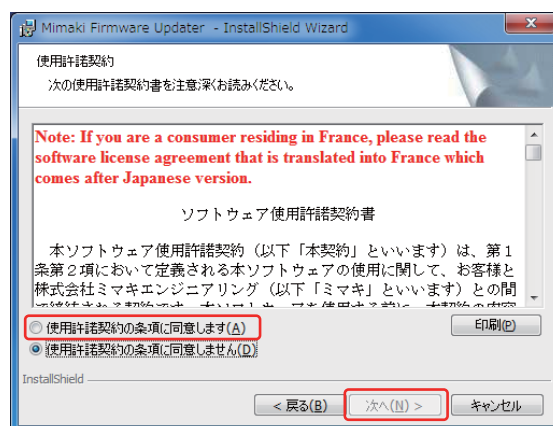 Mimaki Firmware Updater - InstallShield Wizard
使用許諾契約
次の使用許諾契約書を注意深くお読みください。
Note: If you are a consumer residing in France, please read the
software license agreement that is translated into France which
comes after Japanese version.
ソフトウェア使用許諾契約書
本ソフトウェア使用許諾契約(以下「本契約」といいます)は、第1
条第2項において定義される本ソフトウェアの使用に関して、お客様と
株式会社ミマキエンジニアリング(以下「ミマキ」といいます)との間
使用許諾契約の条項に同意します(A)
印刷(P)
使用許諾契約の条項に同意しません(D)
InstallShield
< 戻る(B)
次へ(N) >
キャンセル